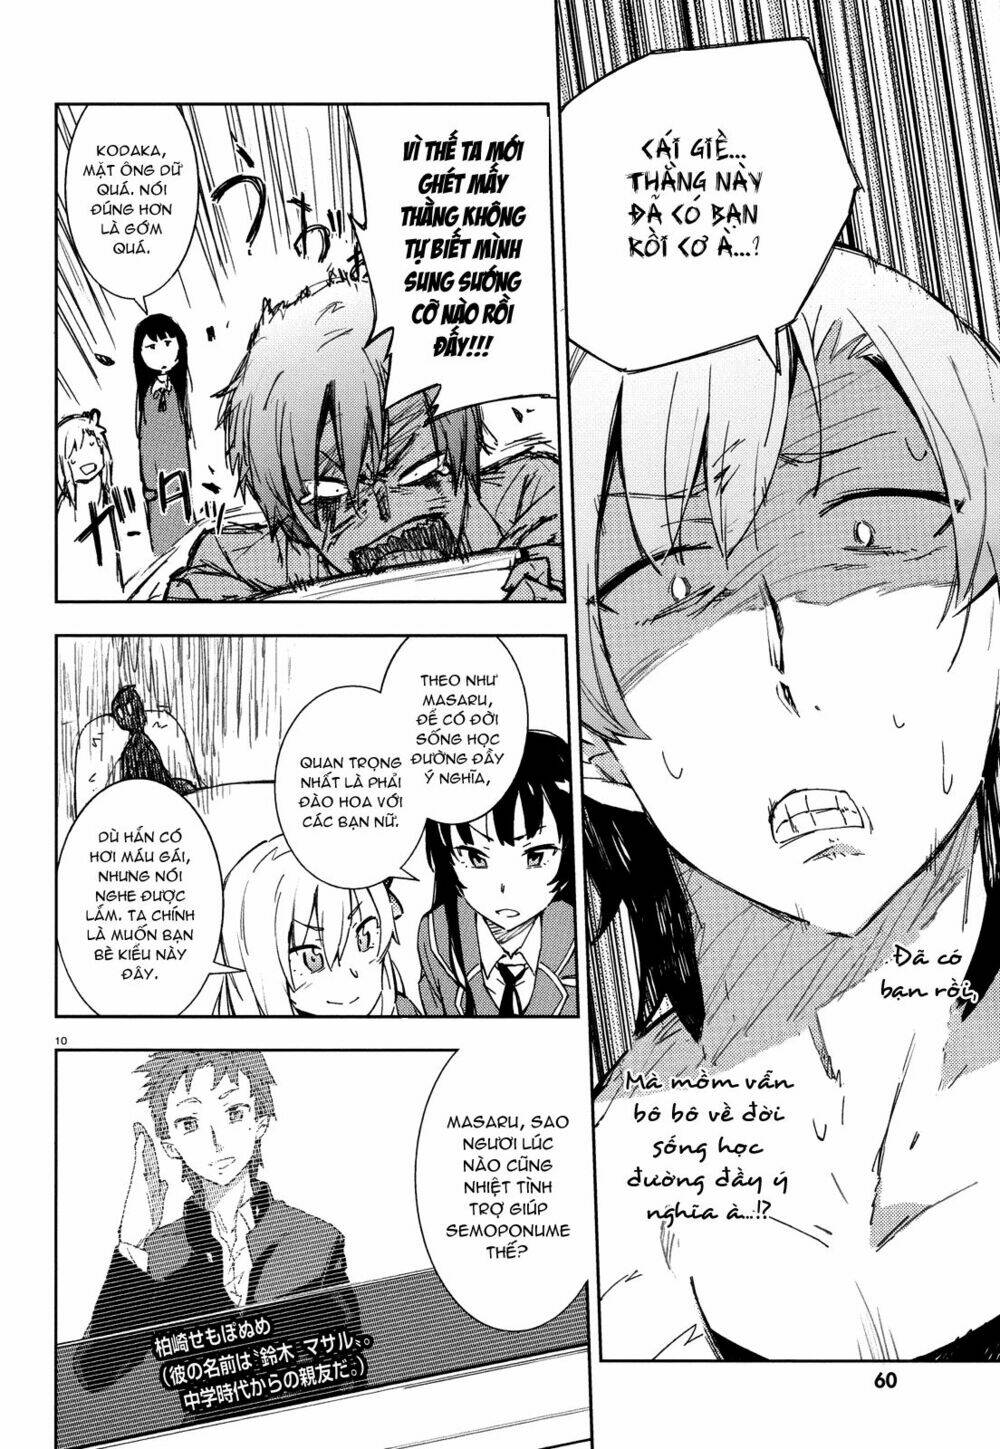 CÁI GIỀ...
THẰNG NÀY
ĐÃ CÓ BẠN
RỒI CƠ À...?
Đã có
bạn rồi,
Mà mồm vẫn
bô bô về đời
sống học
đường đầy ý
nghĩa à...!?
VÌ THẾ TA MỚI
GHÉT MẤY
THẰNG KHÔNG
TỰ BIẾT MÌNH
SUNG SƯỚNG
CỠ NÀO RỒI
ĐẤY!!!
KODAKA,
MẶT ÔNG DỮ
QUÁ. NÓI
ĐÚNG HƠN
LÀ GỚM
QUÁ.
THEO NHƯ
MASARU,
ĐỂ CÓ ĐỜI
SỐNG HỌC
ĐƯỜNG ĐẦY
Ý NGHĨA,
QUAN TRỌNG
NHẤT LÀ PHẢI
ĐÀO HOA VỚI
CÁC BẠN NỮ.
DÙ HẮN CÓ
HƠI MÁU GÁI,
NHƯNG NÓI
NGHE ĐƯỢC
LẮM. TA CHÍNH
LÀ MUỐN BẠN
BÈ KIỂU NÀY
ĐÂY.
10
MASARU, SAO
NGƯƠI LÚC
NÀO CŨNG
NHIỆT TÌNH
TRỢ GIÚP
SEMOPONUME
THẾ?
柏崎せもぽぬめ
(彼の名前は、鈴木 マサル。
中学時代からの親友だ。)
60